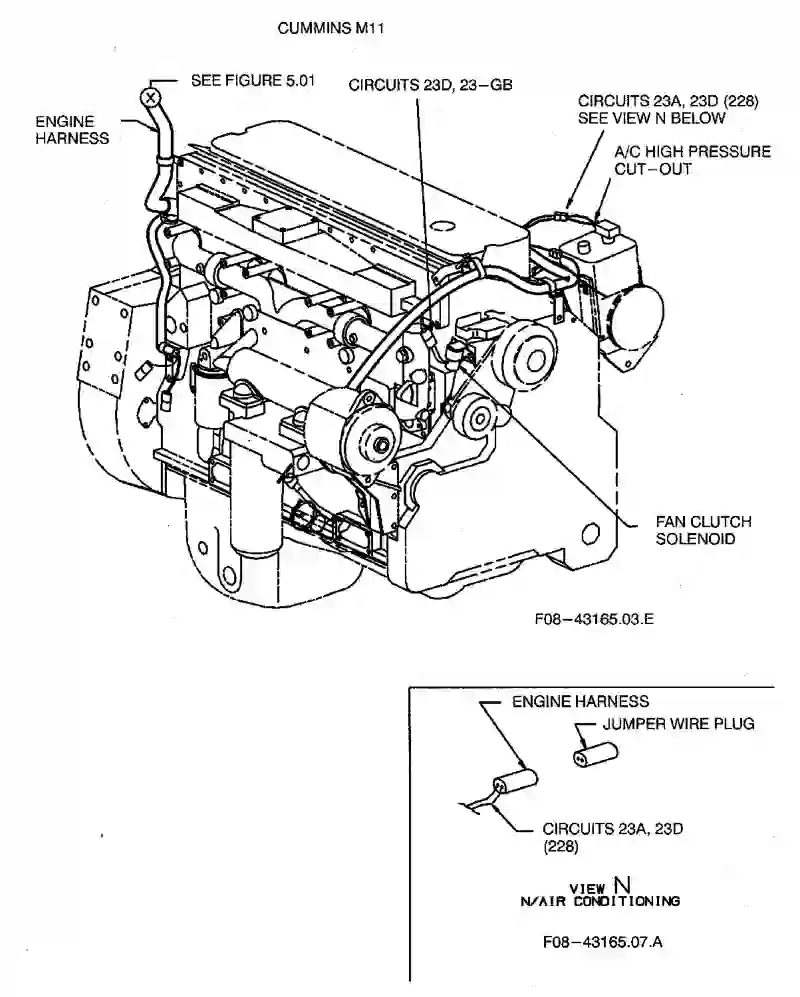 CUMMINS M11
SEE FIGURE 5.01
CIRCUITS 23D, 23-GB
ENGINE
HARNESS
CIRCUITS 23A, 23D (228)
SEE VIEW N BELOW
A/C HIGH PRESSURE
CUT-OUT
FAN CLUTCH
SOLENOID
F08-43165.03.E
ENGINE HARNESS
JUMPER WIRE PLUG
CIRCUITS 23A, 23D
(228)
VIEW N
N/AIR CONDITIONING
F08-43165.07.A